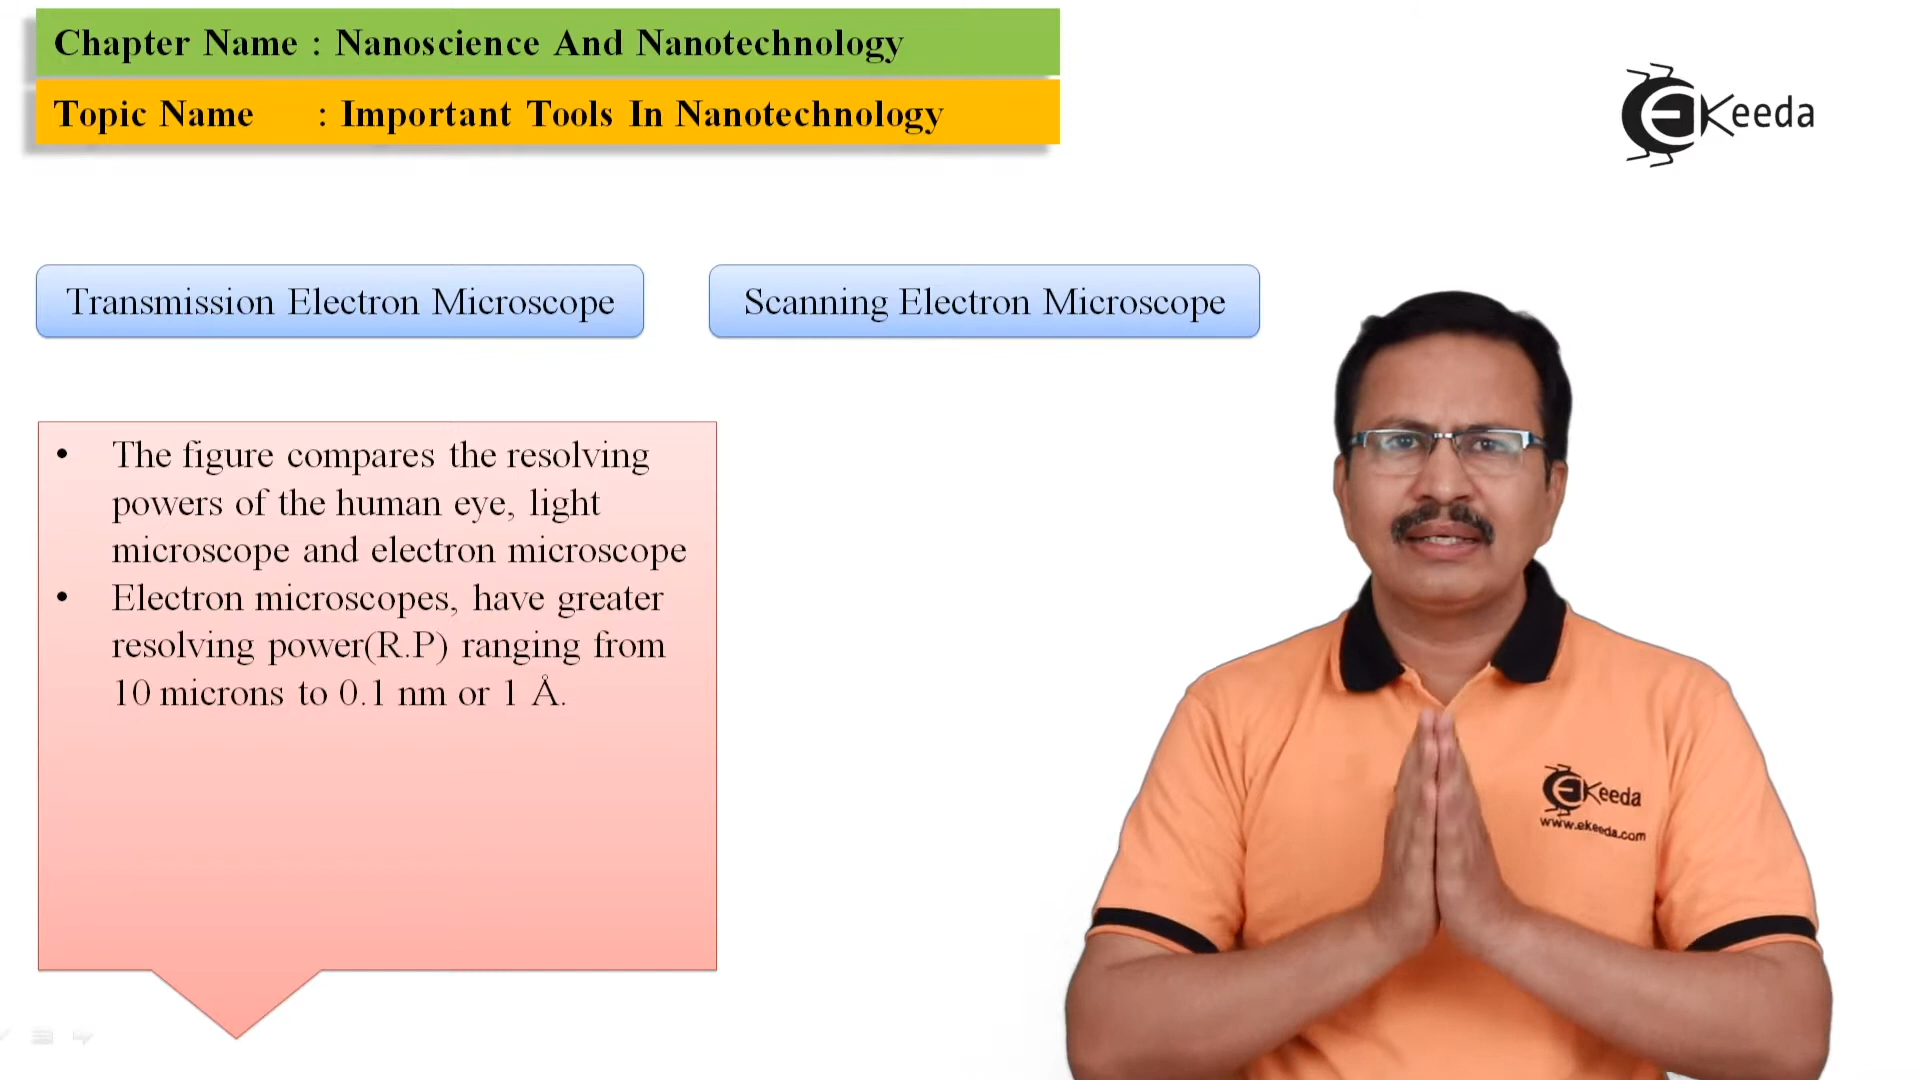 Chapter Name : Nanoscience And Nanotechnology
Topic Name : Important Tools In Nanotechnology
EKeeda
Transmission Electron Microscope
Scanning Electron Microscope
• The figure compares the resolving
powers of the human eye, light
microscope and electron microscope
• Electron microscopes, have greater
resolving power(R.P) ranging from
10 microns to 0.1 nm or 1 Å.
EKeeda
www.ekeeda.com